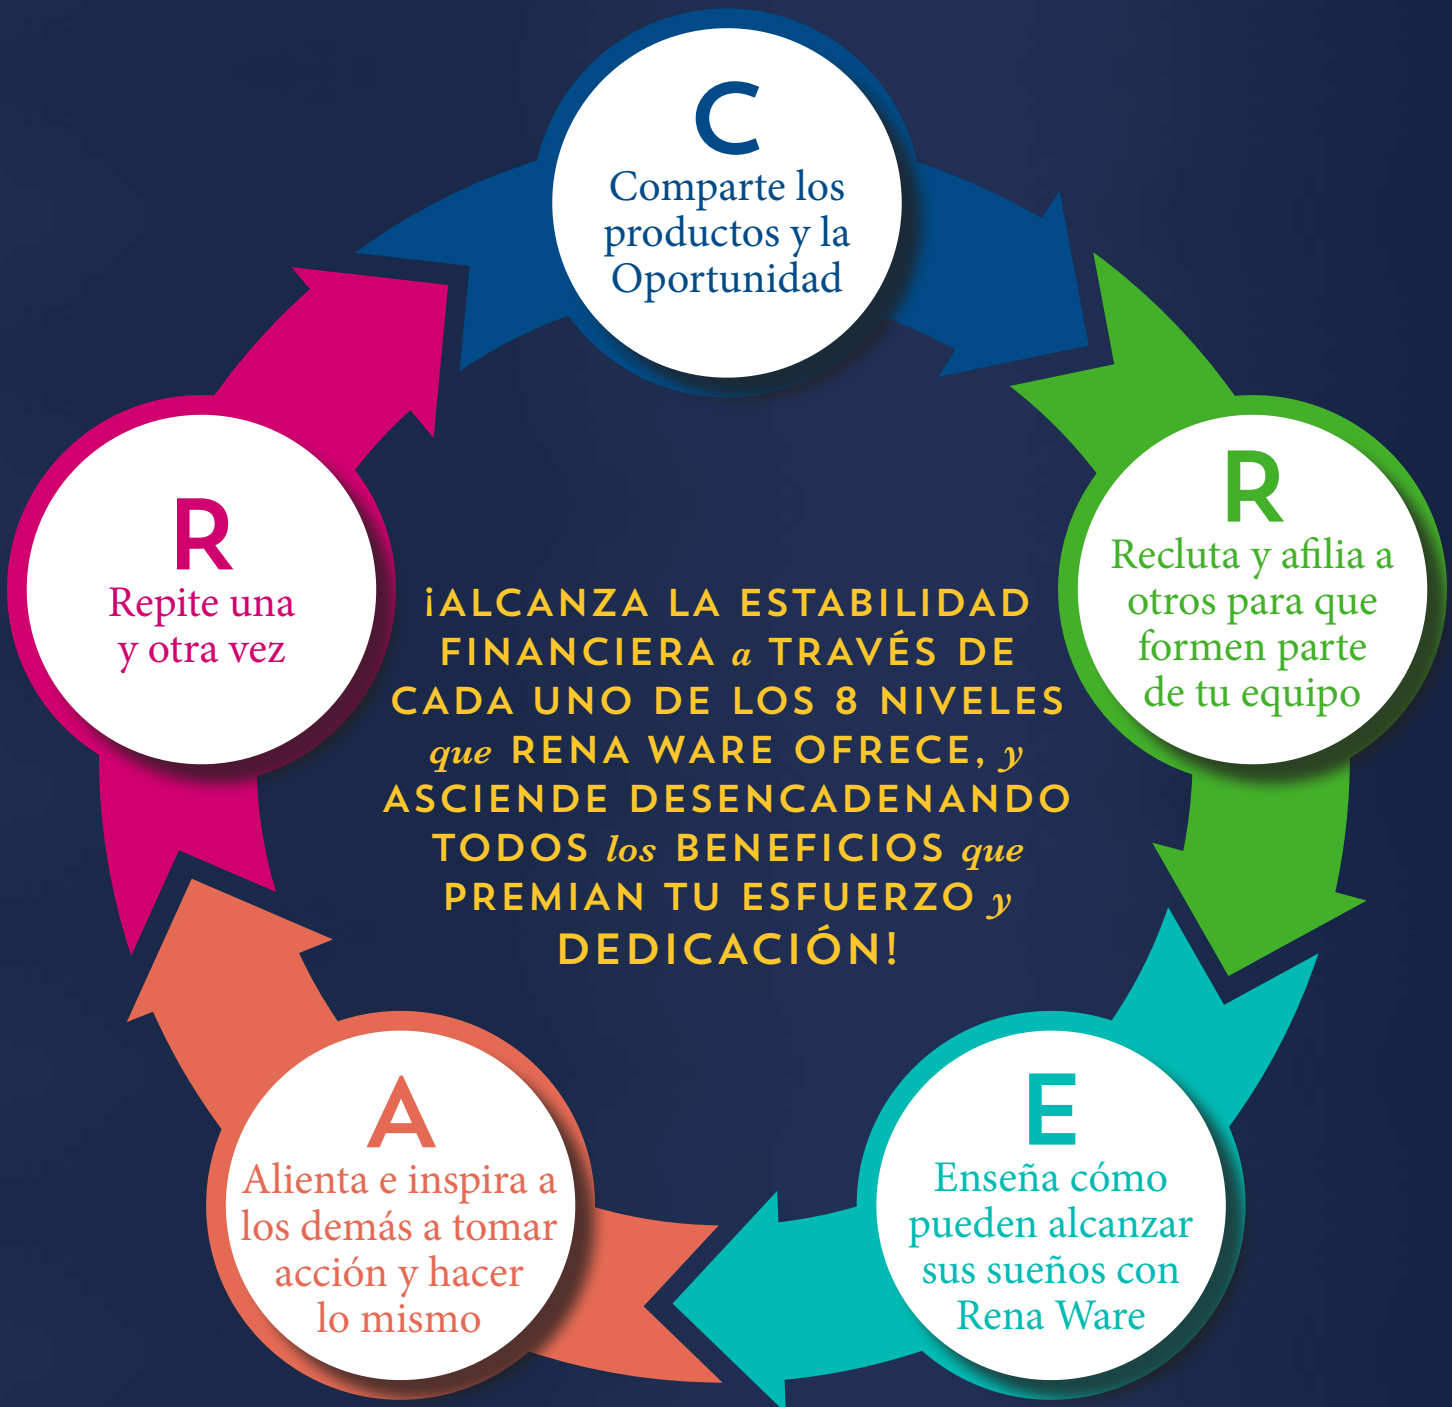 C
Comparte los
productos y la
Oportunidad
R
Recluta y afilia a
otros para que
formen parte
de tu equipo
E
Enseña cómo
pueden alcanzar
sus sueños con
Rena Ware
A
Alienta e inspira a
los demás a tomar
acción y hacer
lo mismo
R
Repite una
y otra vez
¡ALCANZA LA ESTABILIDAD
FINANCIERA a TRAVÉS DE
CADA UNO DE LOS 8 NIVELES
que RENA WARE OFRECE, y
ASCIENDE DESENCADENANDO
TODOS los BENEFICIOS que
PREMIAN TU ESFUERZO y
DEDICACIÓN!